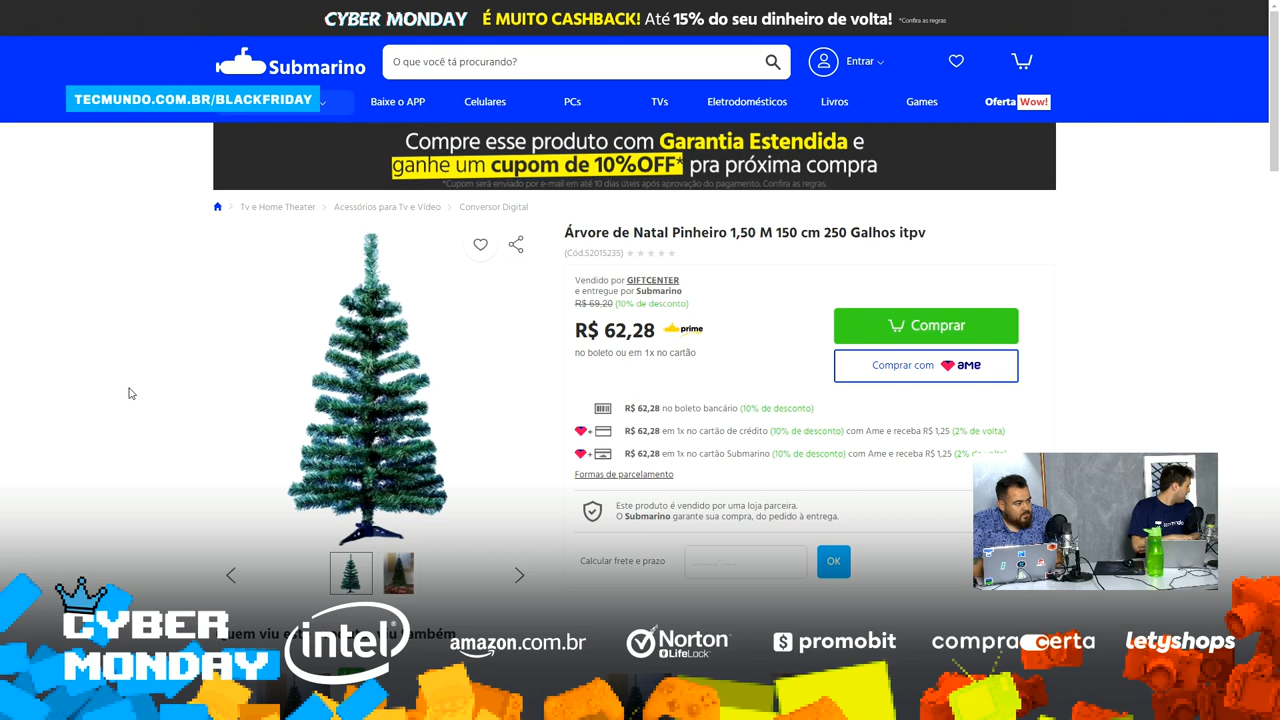 CYBER MONDAY É MUITO CASHBACK! Até 15% do seu dinheiro de volta! *Confira as regras
Submarino
O que você tá procurando?
Entrar
TECMUNDO.COM.BR/BLACKFRIDAY
Baixe o APP
Celulares
PCs
TVs
Eletrodomésticos
Livros
Games
Oferta Wow!
Compre esse produto com Garantia Estendida e
ganhe um cupom de 10%OFF* pra próxima compra
*Cupom será enviado por e-mail em até 10 dias úteis após aprovação do pagamento. Confira as regras.
Tv e Home Theater > Acessórios para Tv e Vídeo > Conversor Digital
Árvore de Natal Pinheiro 1,50 M 150 cm 250 Galhos itpv
(Cód.52015235)
Vendido por GIFTCENTER
e entregue por Submarino
R$ 69,20 (10% de desconto)
R$ 62,28 prime
no boleto ou em 1x no cartão
Comprar
Comprar com AME
R$ 62,28 no boleto bancário (10% de desconto)
R$ 62,28 em 1x no cartão de crédito (10% de desconto) com Ame e receba R$ 1,25 (2% de volta)
R$ 62,28 em 1x no cartão Submarino (10% de desconto) com Ame e receba R$ 1,25 (2% de volta)
Formas de parcelamento
Este produto é vendido por uma loja parceira.
O Submarino garante sua compra, do pedido à entrega.
Calcular frete e prazo
OK
CYBER
MONDAY
intel
amazon.com.br
Norton
LifeLock
promobit
compracerta
letyshops